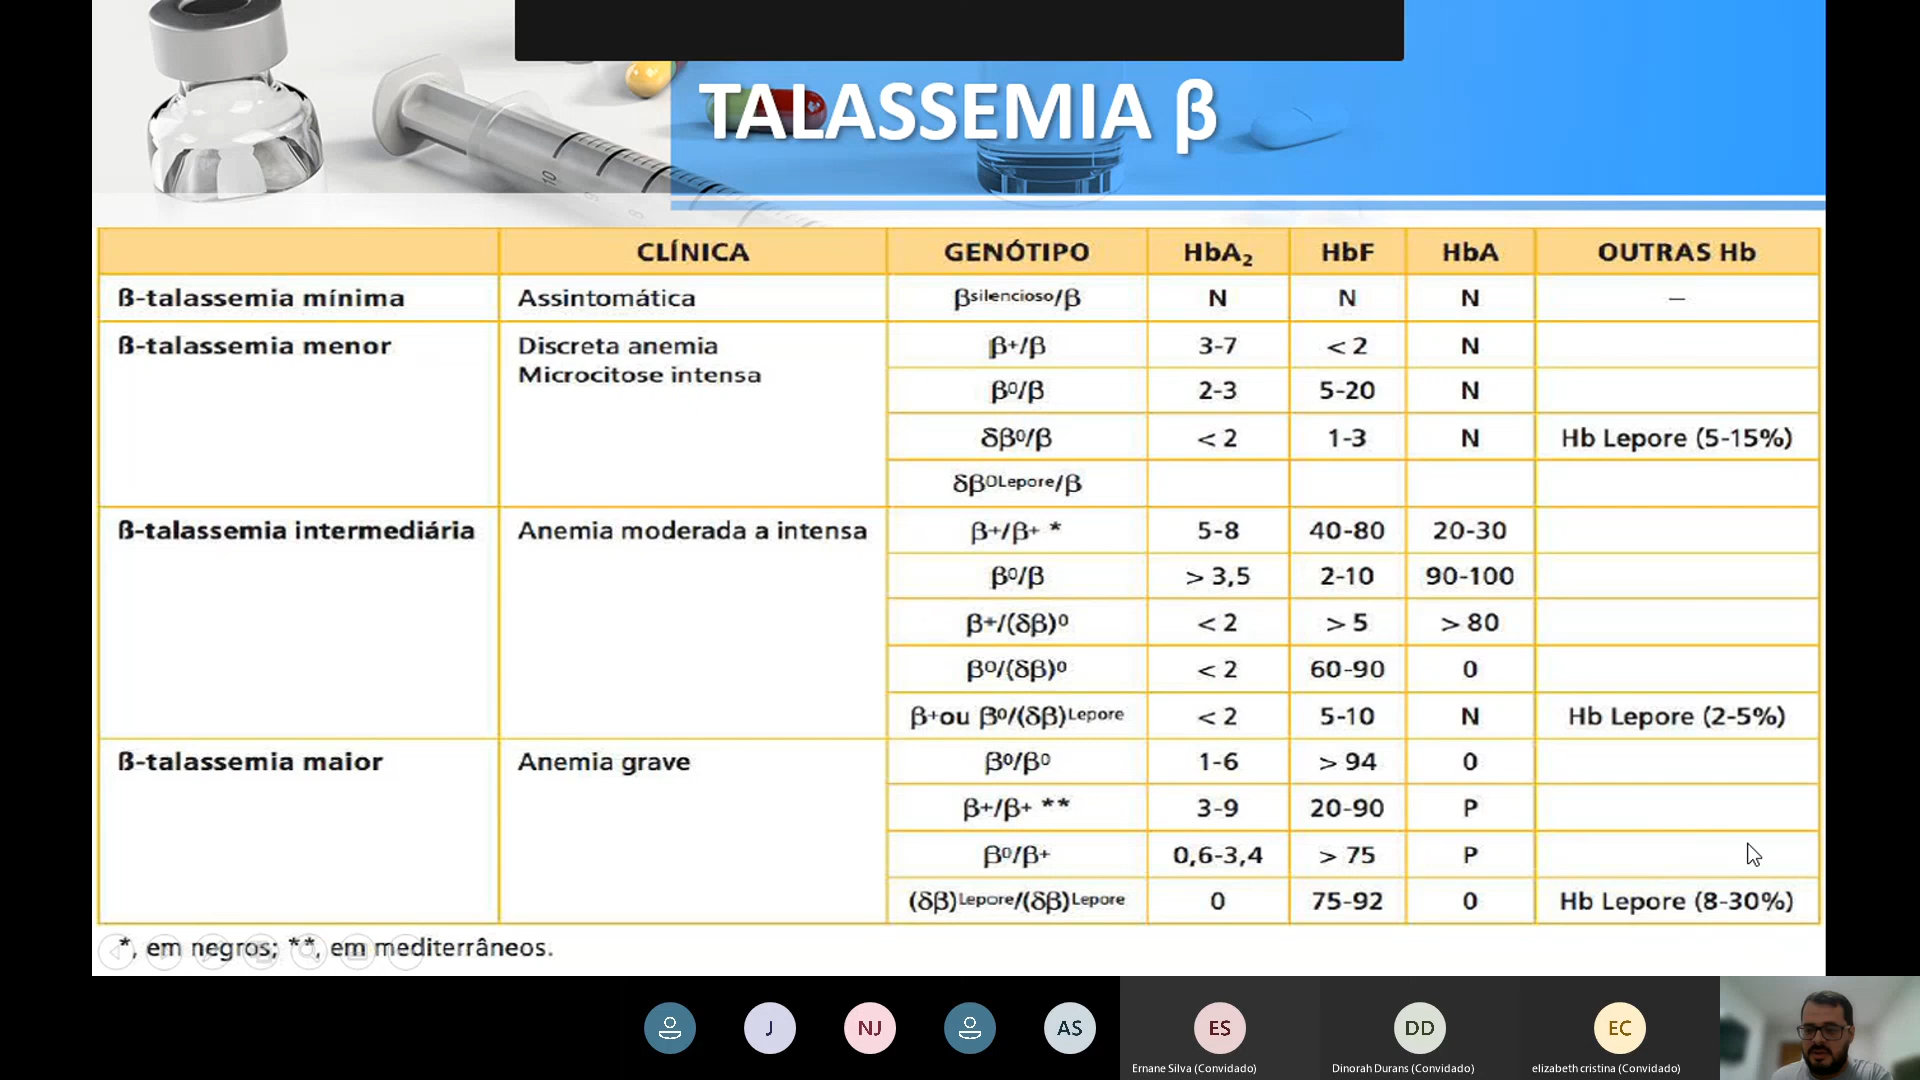 TALASSEMIA β
CLÍNICA GENÓTIPO HbA₂ HbF HbA OUTRAS Hb
ß-talassemia mínima Assintomática βsilencioso/β N N N –
ß-talassemia menor Discreta anemia β+/β 3-7 < 2 N
Microcitose intensa
β⁰/β 2-3 5-20 N
δβ⁰/β < 2 1-3 N Hb Lepore (5-15%)
δβ⁰Lepore/β
ß-talassemia intermediária Anemia moderada a intensa β+/β+ * 5-8 40-80 20-30
β⁰/β > 3,5 2-10 90-100
β+/(δβ)⁰ < 2 > 5 > 80
β⁰/(δβ)⁰ < 2 60-90 0
β+ou β⁰/(δβ)Lepore < 2 5-10 N Hb Lepore (2-5%)
ß-talassemia maior Anemia grave β⁰/β⁰ 1-6 > 94 0
β+/β+ ** 3-9 20-90 P
β⁰/β+ 0,6-3,4 > 75 P
(δβ)Lepore/(δβ)Lepore 0 75-92 0 Hb Lepore (8-30%)
*, em negros; **, em mediterrâneos.
J NJ AS ES DD EC
Ernane Silva (Convidado) Dinorah Durans (Convidado) elizabeth cristina (Convidado)
10